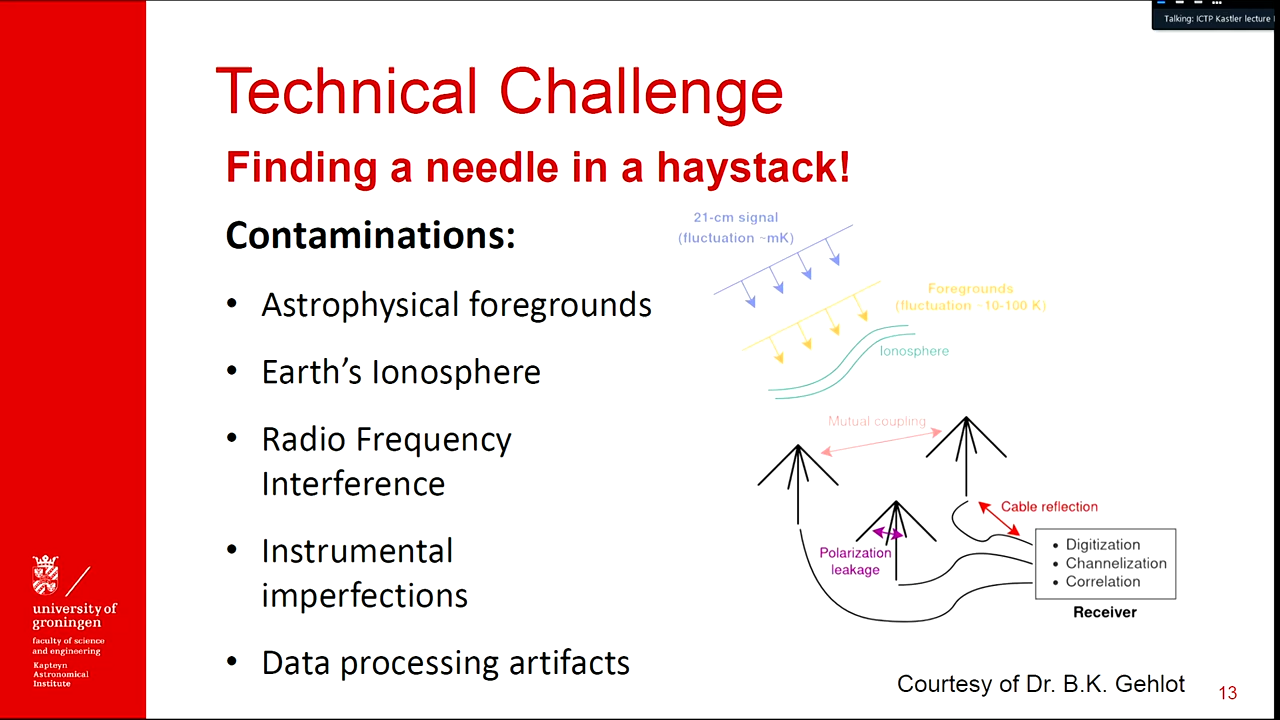 Talking: ICTP Kastler lecture
Technical Challenge
Finding a needle in a haystack!
Contaminations:
• Astrophysical foregrounds
• Earth's Ionosphere
• Radio Frequency
Interference
• Instrumental
imperfections
• Data processing artifacts
21-cm signal
(fluctuation ~mK)
Foregrounds
(fluctuation ~10-100 K)
Ionosphere
Mutual coupling
Cable reflection
Polarization
leakage
• Digitization
• Channelization
• Correlation
Receiver
university of
groningen
faculty of science
and engineering
Kapteyn
Astronomical
Institute
Courtesy of Dr. B.K. Gehlot
13